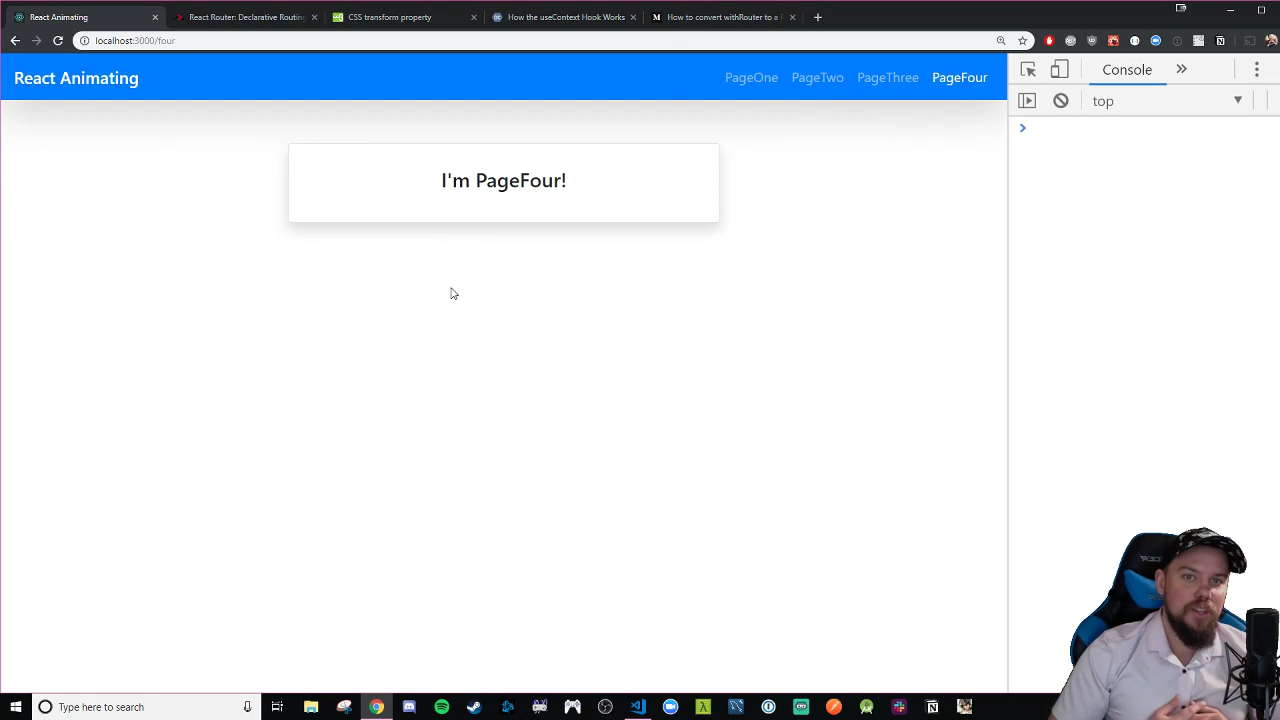 React Animating
React Router: Declarative Routing
CSS transform property
How the useContext Hook Works
How to convert withRouter to a
localhost:3000/four
React Animating
PageOne
PageTwo
PageThree
PageFour
Console
top
I'm PageFour!
Type here to search